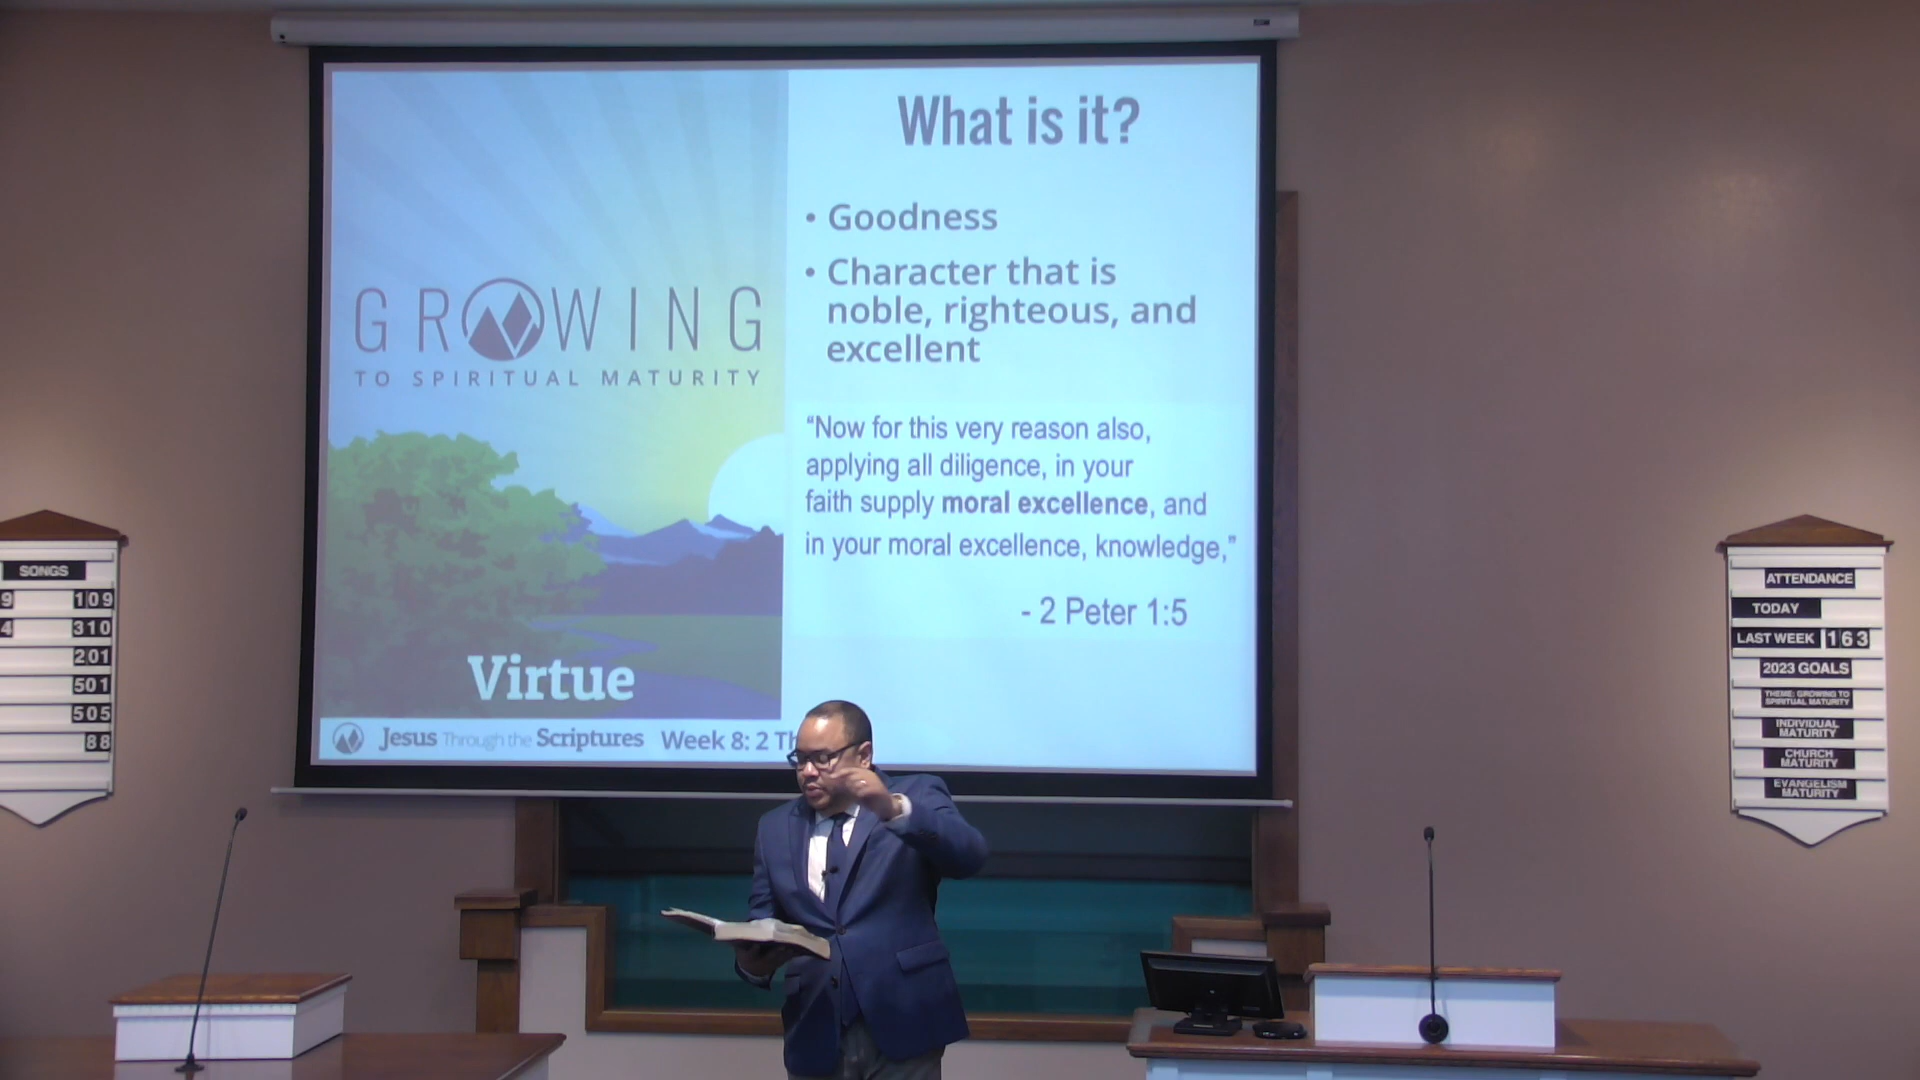 What is it?
• Goodness
• Character that is
noble, righteous, and
excellent
GROWING
TO SPIRITUAL MATURITY
“Now for this very reason also,
applying all diligence, in your
faith supply moral excellence, and
in your moral excellence, knowledge,”
- 2 Peter 1:5
Virtue
Jesus Through the Scriptures Week 8: 2 Th
SONGS
9 109
4 310
201
501
505
88
ATTENDANCE
TODAY
LAST WEEK 163
2023 GOALS
THEME: GROWING TO
SPIRITUAL MATURITY
INDIVIDUAL
MATURITY
CHURCH
MATURITY
EVANGELISM
MATURITY